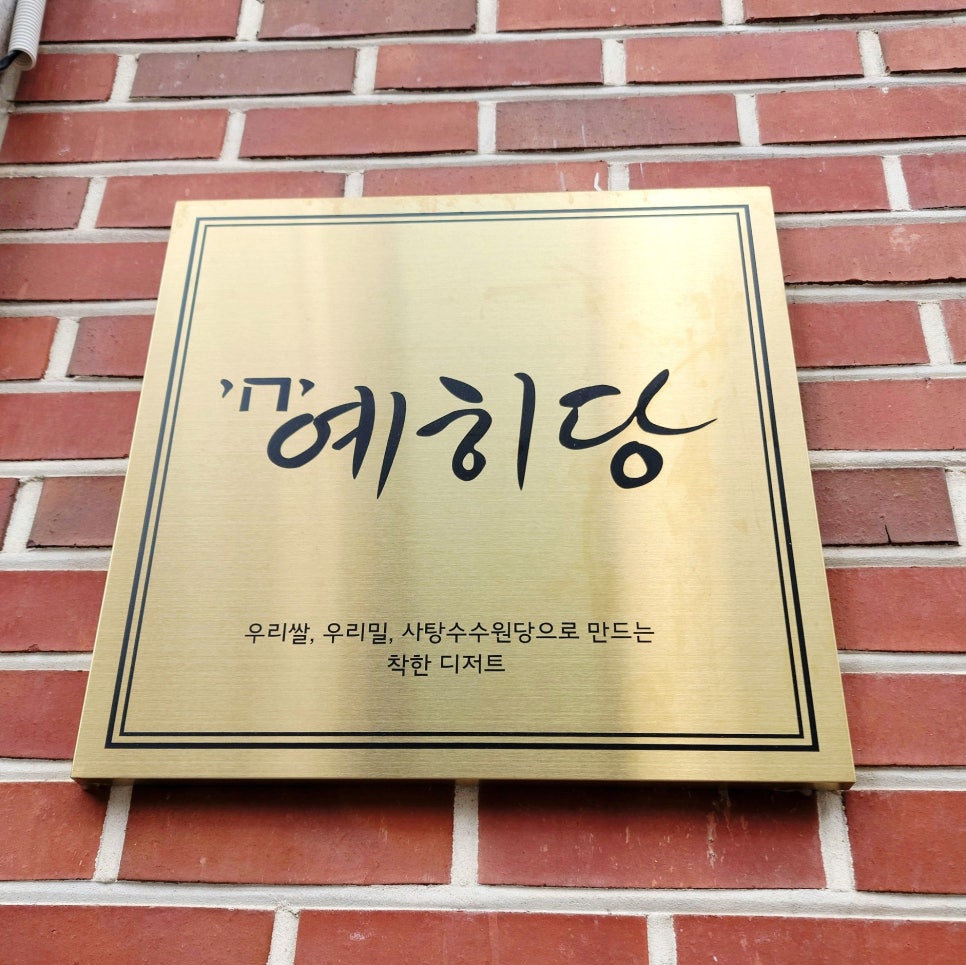 יהי 예히당
우리쌀, 우리밀, 사탕수수원당으로 만드는
착한 디저트